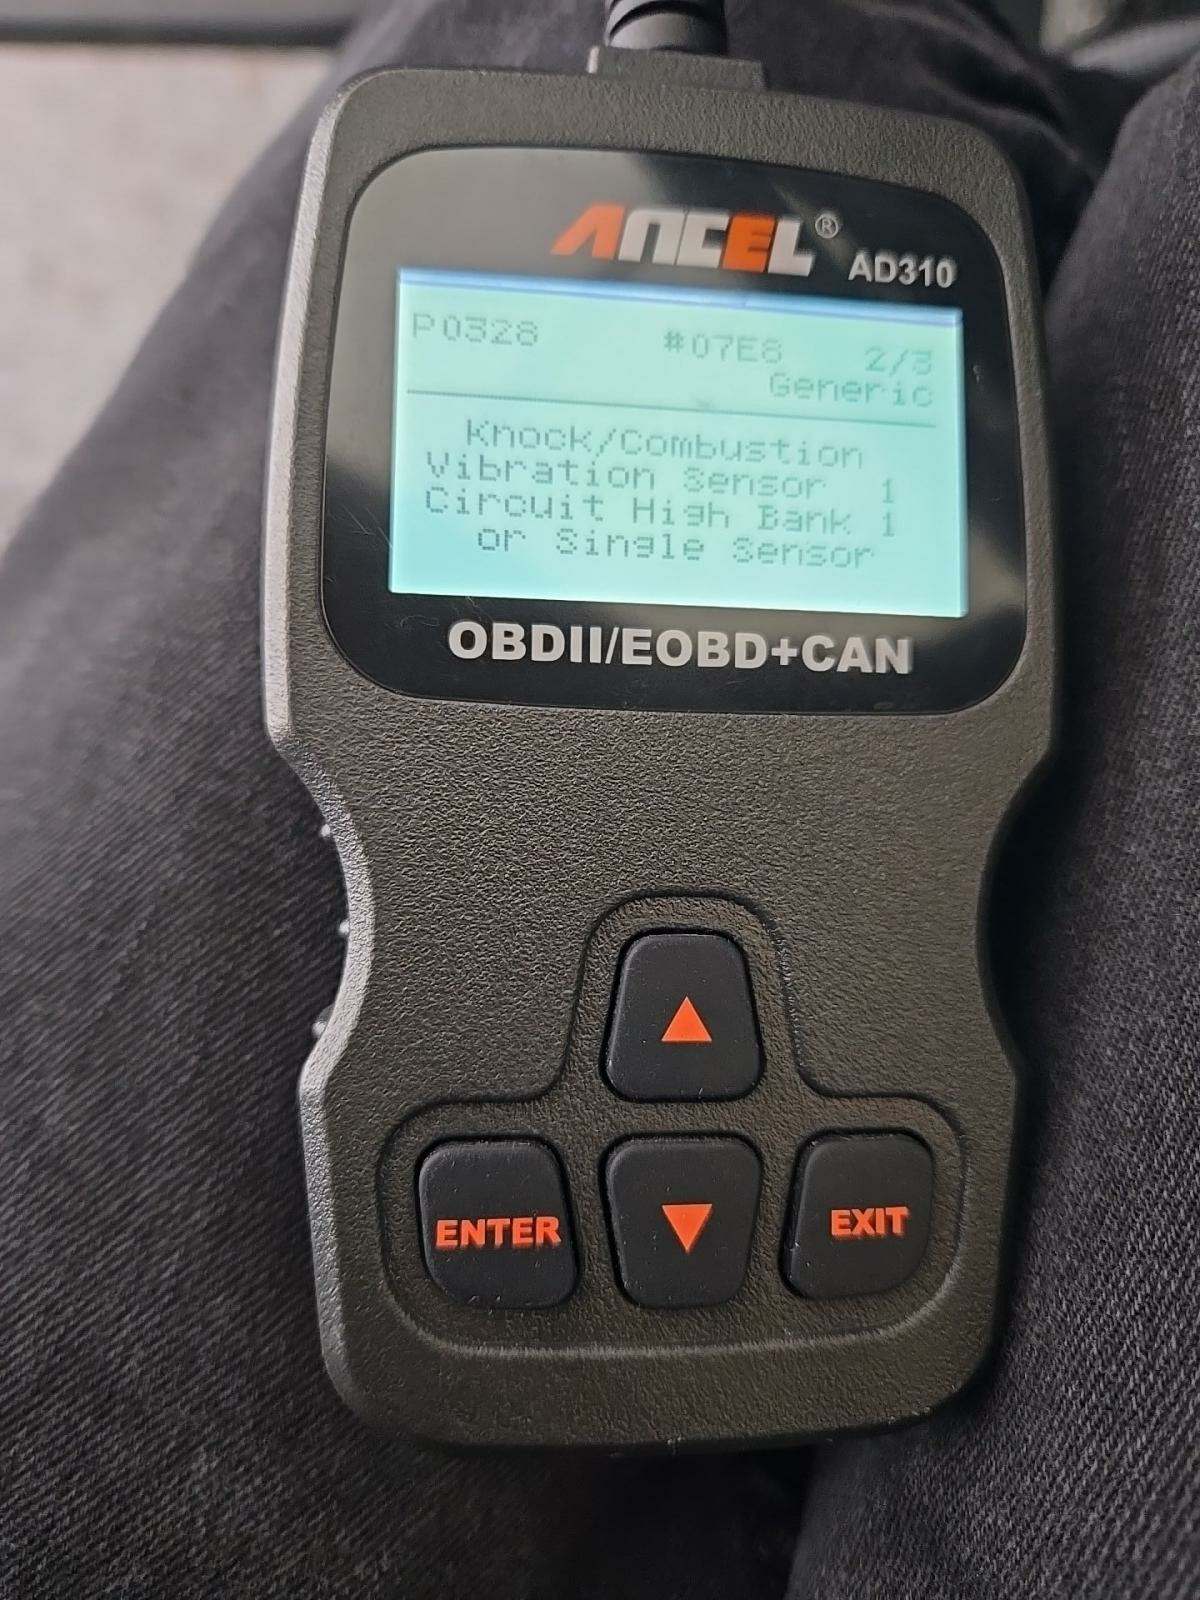 ANCEL®
AD310
P0328 #07E8 2/3
Generic
Knock/Combustion
Vibration Sensor 1
Circuit High Bank 1
or Single Sensor
OBDII/EOBD+CAN
▲
ENTER ▼ EXIT